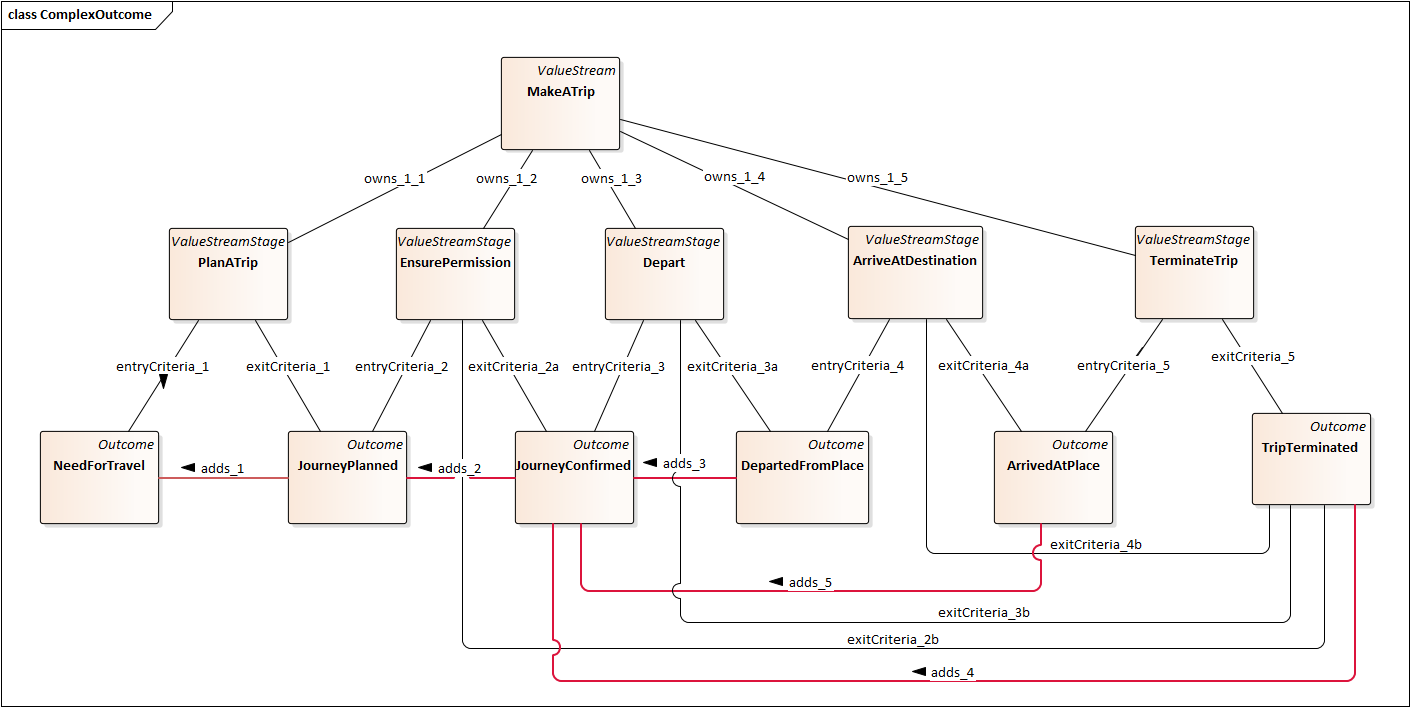 class ComplexOutcome
ValueStream
MakeATrip
owns_1_1
owns_1_2
owns_1_3
owns_1_4
owns_1_5
ValueStreamStage
PlanATrip
ValueStreamStage
EnsurePermission
ValueStreamStage
Depart
ValueStreamStage
ArriveAtDestination
ValueStreamStage
TerminateTrip
entryCriteria_1
exitCriteria_1
entryCriteria_2
exitCriteria_2a
entryCriteria_3
exitCriteria_3a
entryCriteria_4
exitCriteria_4a
entryCriteria_5
exitCriteria_5
Outcome
NeedForTravel
adds_1
Outcome
JourneyPlanned
adds_2
Outcome
JourneyConfirmed
adds_3
Outcome
DepartedFromPlace
Outcome
ArrivedAtPlace
Outcome
TripTerminated
exitCriteria_4b
adds_5
exitCriteria_3b
exitCriteria_2b
adds_4